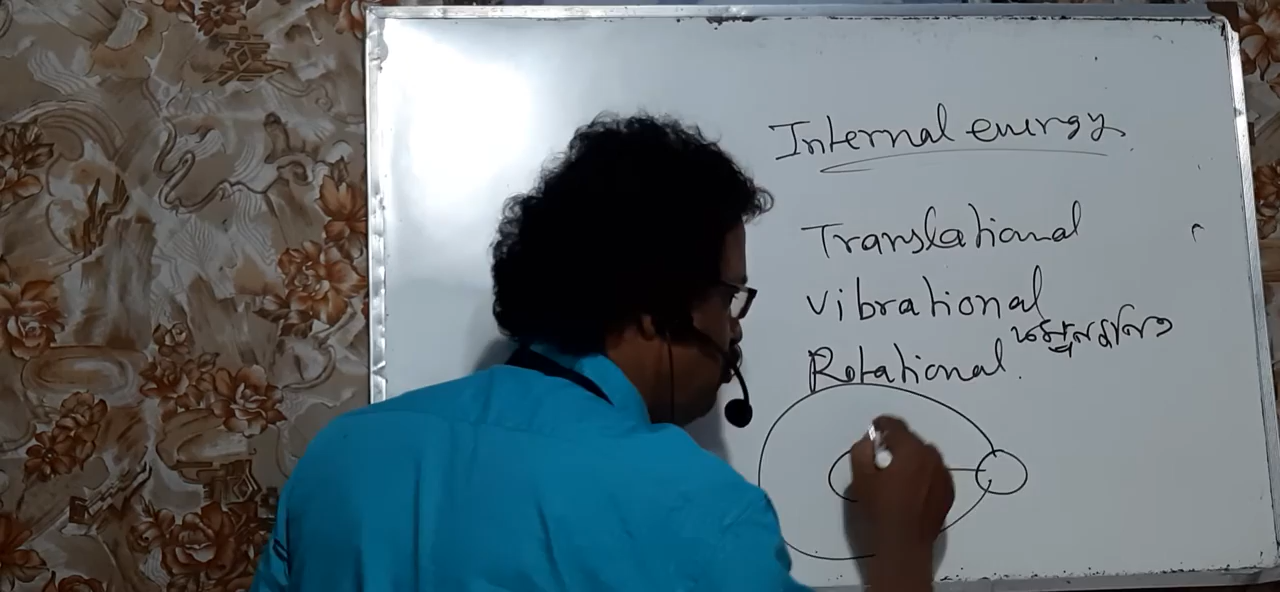 Internal energy
Translational
Vibrational
Rotational